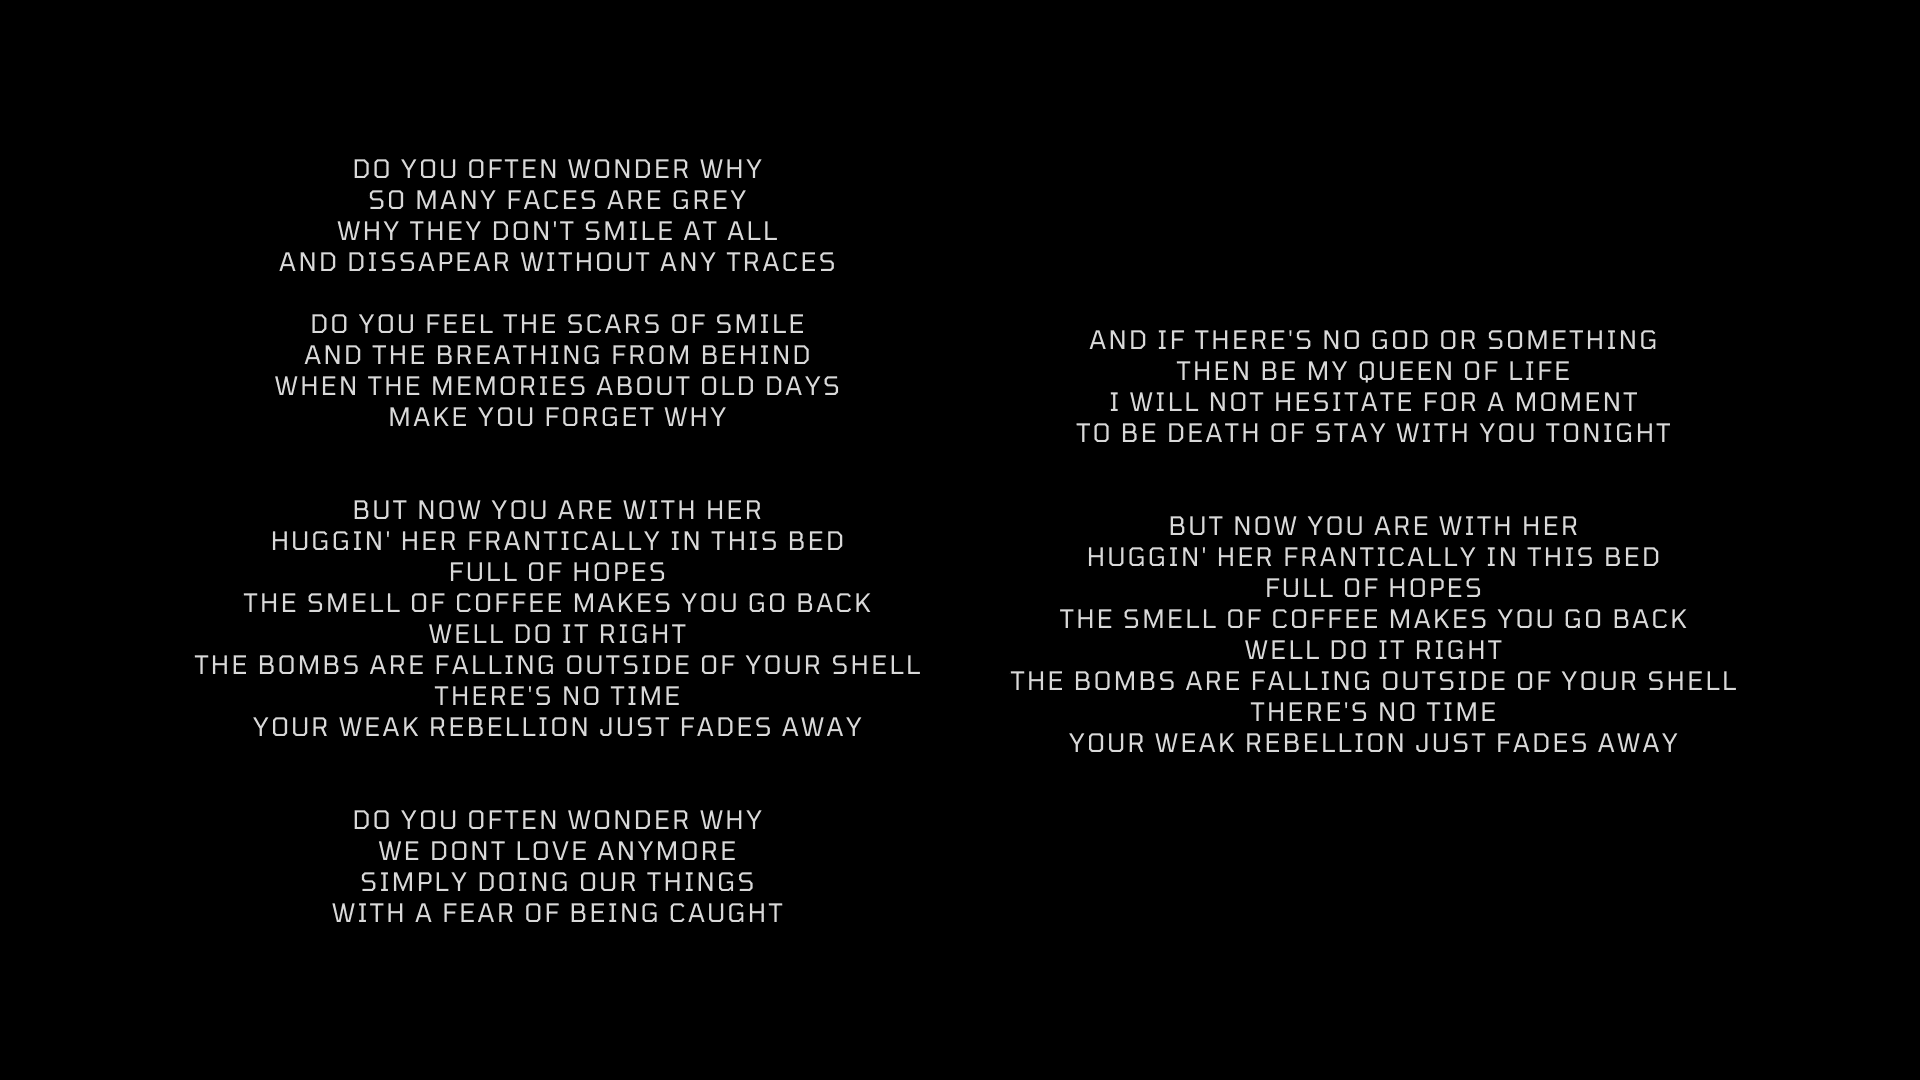 DO YOU OFTEN WONDER WHY
SO MANY FACES ARE GREY
WHY THEY DON'T SMILE AT ALL
AND DISSAPEAR WITHOUT ANY TRACES
DO YOU FEEL THE SCARS OF SMILE
AND THE BREATHING FROM BEHIND
WHEN THE MEMORIES ABOUT OLD DAYS
MAKE YOU FORGET WHY
BUT NOW YOU ARE WITH HER
HUGGIN' HER FRANTICALLY IN THIS BED
FULL OF HOPES
THE SMELL OF COFFEE MAKES YOU GO BACK
WELL DO IT RIGHT
THE BOMBS ARE FALLING OUTSIDE OF YOUR SHELL
THERE'S NO TIME
YOUR WEAK REBELLION JUST FADES AWAY
DO YOU OFTEN WONDER WHY
WE DONT LOVE ANYMORE
SIMPLY DOING OUR THINGS
WITH A FEAR OF BEING CAUGHT
AND IF THERE'S NO GOD OR SOMETHING
THEN BE MY QUEEN OF LIFE
I WILL NOT HESITATE FOR A MOMENT
TO BE DEATH OF STAY WITH YOU TONIGHT
BUT NOW YOU ARE WITH HER
HUGGIN' HER FRANTICALLY IN THIS BED
FULL OF HOPES
THE SMELL OF COFFEE MAKES YOU GO BACK
WELL DO IT RIGHT
THE BOMBS ARE FALLING OUTSIDE OF YOUR SHELL
THERE'S NO TIME
YOUR WEAK REBELLION JUST FADES AWAY